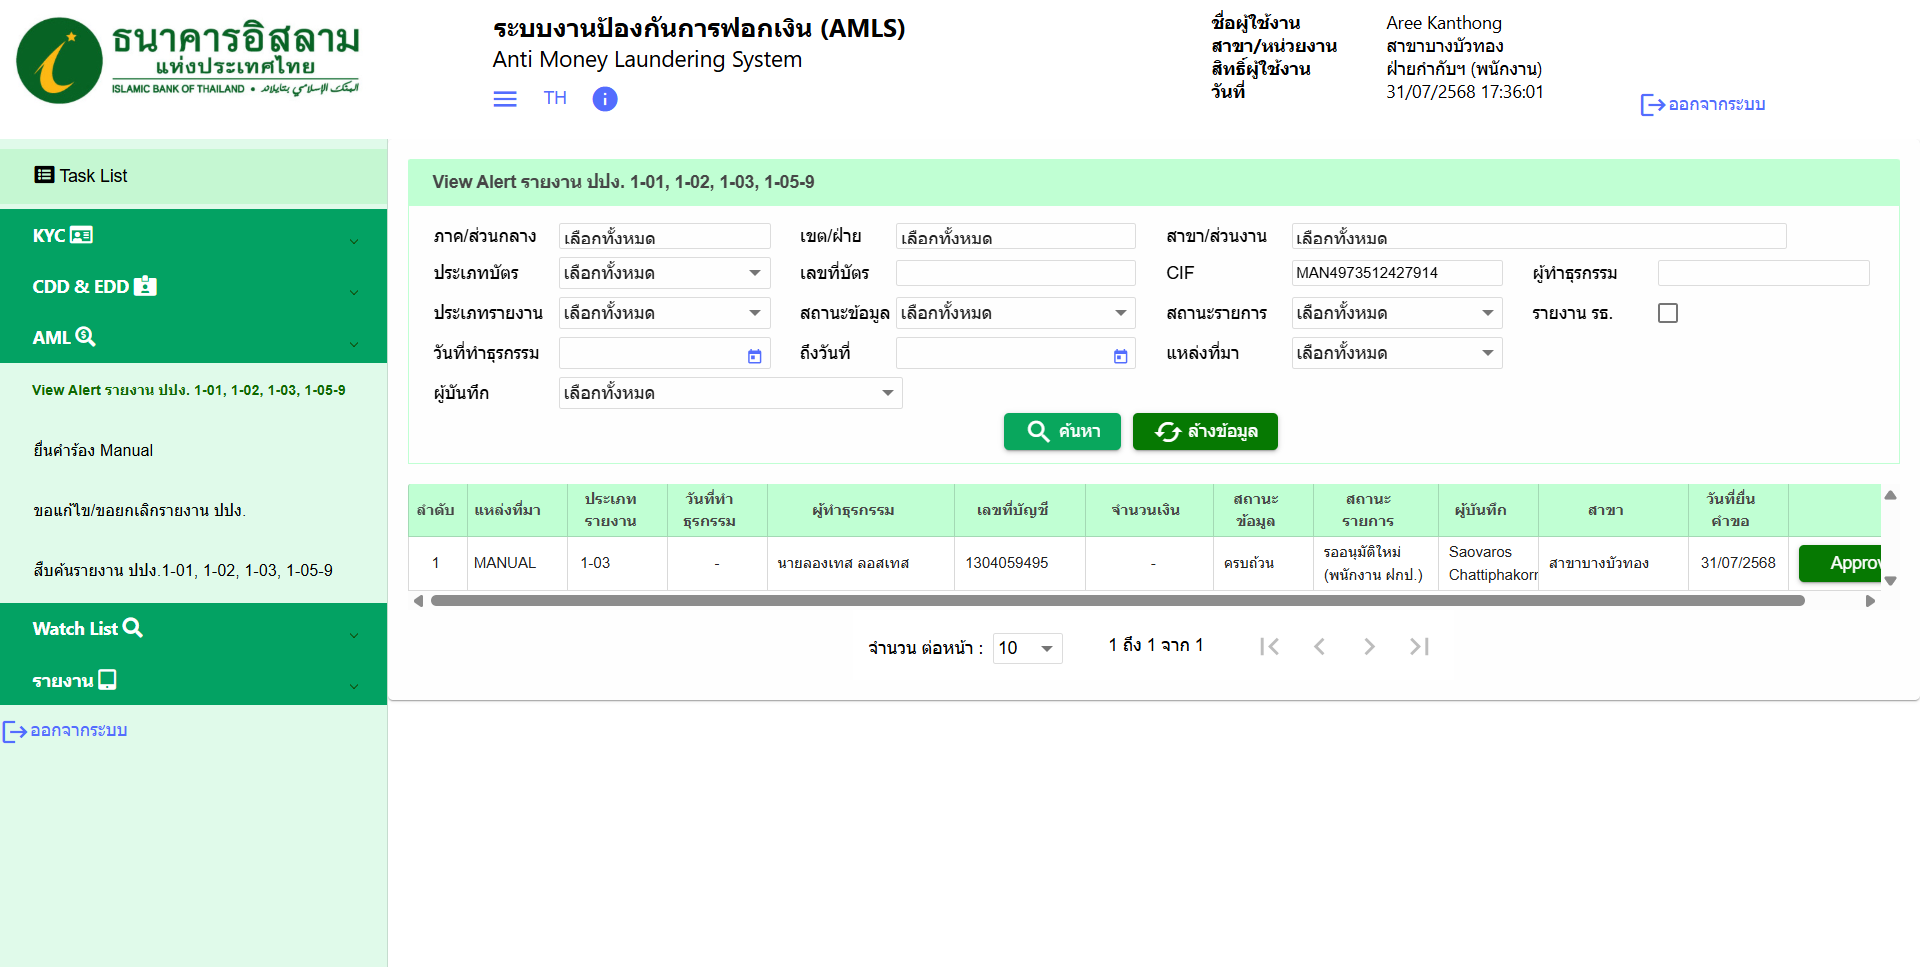 ธนาคารอิสลาม
แห่งประเทศไทย
ISLAMIC BANK OF THAILAND •
ระบบงานป้องกันการฟอกเงิน (AMLS)
Anti Money Laundering System
TH
ชื่อผู้ใช้งาน Aree Kanthong
สาขา/หน่วยงาน สาขาบางบัวทอง
สิทธิ์ผู้ใช้งาน ฝ่ายกำกับฯ (พนักงาน)
วันที่ 31/07/2568 17:36:01
ออกจากระบบ
Task List
KYC
CDD & EDD
AML
View Alert รายงาน ปปง. 1-01, 1-02, 1-03, 1-05-9
ยื่นคำร้อง Manual
ขอแก้ไข/ขอยกเลิกรายงาน ปปง.
สืบค้นรายงาน ปปง.1-01, 1-02, 1-03, 1-05-9
Watch List
รายงาน
ออกจากระบบ
View Alert รายงาน ปปง. 1-01, 1-02, 1-03, 1-05-9
ภาค/ส่วนกลาง เลือกทั้งหมด เขต/ฝ่าย เลือกทั้งหมด สาขา/ส่วนงาน เลือกทั้งหมด
ประเภทบัตร เลือกทั้งหมด เลขที่บัตร CIF MAN4973512427914 ผู้ทำธุรกรรม
ประเภทรายงาน เลือกทั้งหมด สถานะข้อมูล เลือกทั้งหมด สถานะรายการ เลือกทั้งหมด รายงาน รธ.
วันที่ทำธุรกรรม ถึงวันที่ แหล่งที่มา เลือกทั้งหมด
ผู้บันทึก เลือกทั้งหมด
ค้นหา ล้างข้อมูล
ลำดับ แหล่งที่มา ประเภทรายงาน วันที่ทำธุรกรรม ผู้ทำธุรกรรม เลขที่บัญชี จำนวนเงิน สถานะข้อมูล สถานะรายการ ผู้บันทึก สาขา วันที่ยื่นคำขอ
1 MANUAL 1-03 - นายลองเทส ลอสเทส 1304059495 - ครบถ้วน รออนุมัติใหม่ (พนักงาน ฝกป.) Saovaros Chattiphakorn สาขาบางบัวทอง 31/07/2568 Approv
จำนวน ต่อหน้า : 10 1 ถึง 1 จาก 1